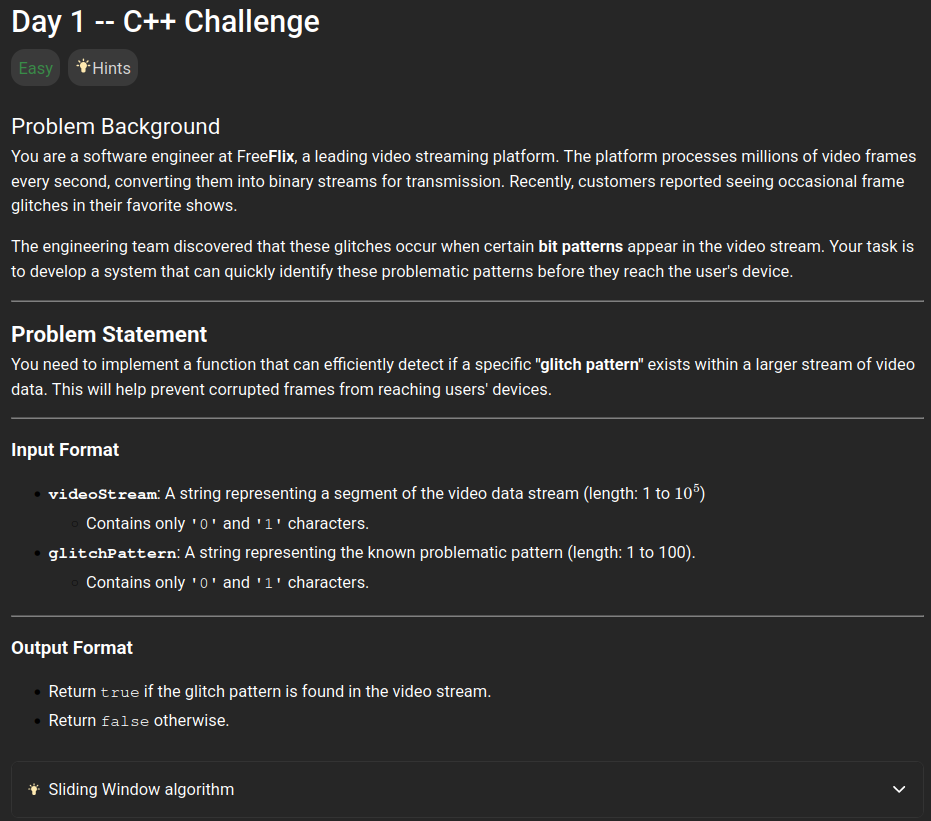 Day 1 -- C++ Challenge
Easy
Hints
Problem Background
You are a software engineer at FreeFlix, a leading video streaming platform. The platform processes millions of video frames
every second, converting them into binary streams for transmission. Recently, customers reported seeing occasional frame
glitches in their favorite shows.
The engineering team discovered that these glitches occur when certain bit patterns appear in the video stream. Your task is
to develop a system that can quickly identify these problematic patterns before they reach the user's device.
Problem Statement
You need to implement a function that can efficiently detect if a specific "glitch pattern" exists within a larger stream of video
data. This will help prevent corrupted frames from reaching users' devices.
Input Format
videoStream: A string representing a segment of the video data stream (length: 1 to 10⁵)
Contains only '0' and '1' characters.
glitchPattern: A string representing the known problematic pattern (length: 1 to 100).
Contains only '0' and '1' characters.
Output Format
Return true if the glitch pattern is found in the video stream.
Return false otherwise.
Sliding Window algorithm